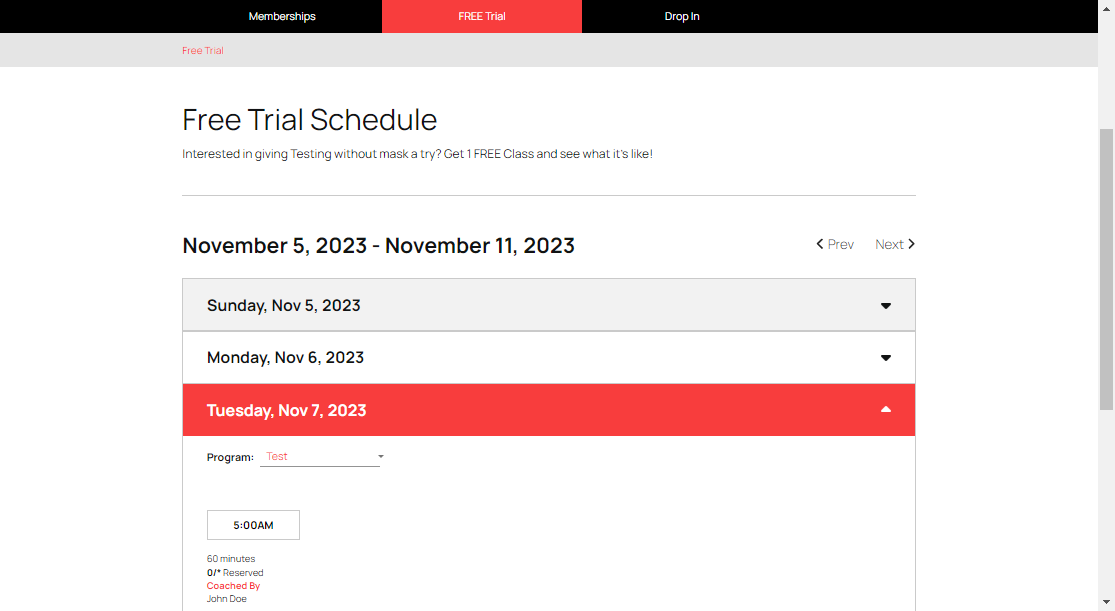 Memberships FREE Trial Drop In
Free Trial
Free Trial Schedule
Interested in giving Testing without mask a try? Get 1 FREE Class and see what it's like!
November 5, 2023 - November 11, 2023 Prev Next
Sunday, Nov 5, 2023
Monday, Nov 6, 2023
Tuesday, Nov 7, 2023
Program: Test
5:00AM
60 minutes
0/* Reserved
Coached By
John Doe